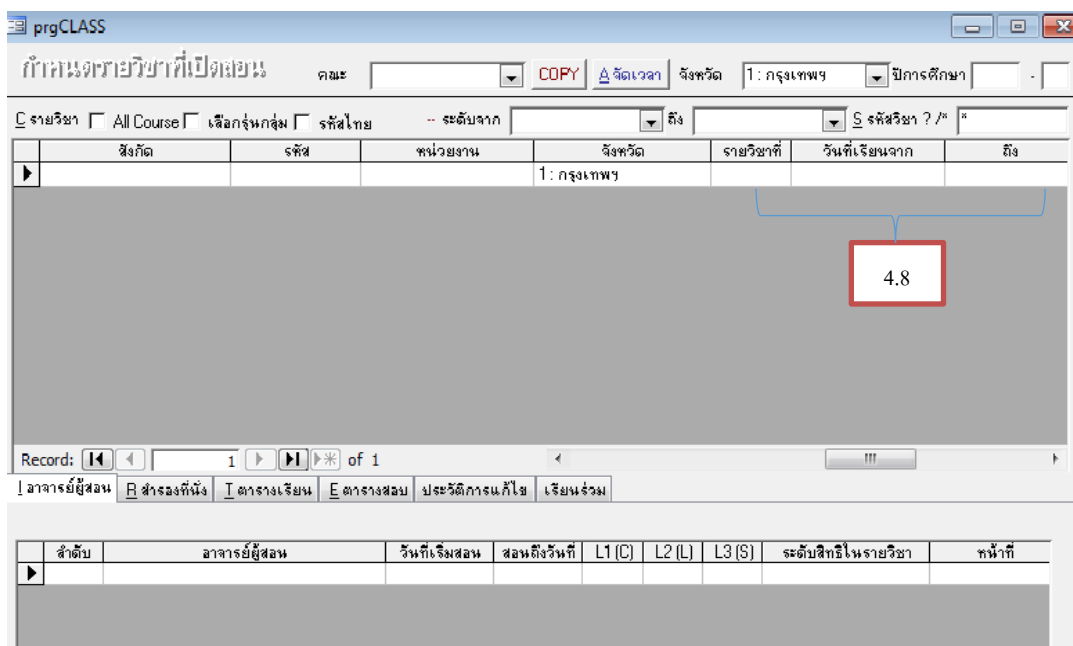 prgCLASS
กำหนดรายวิชาที่เปิดสอน คณะ COPY A จัดเวลา จังหวัด 1 : กรุงเทพฯ ปีการศึกษา -
C รายวิชา All Course เลือกรุ่นกลุ่ม รหัสไทย -- ระดับจาก ถึง S รหัสวิชา ? /* *
สังกัด รหัส หน่วยงาน จังหวัด รายวิชาที่ วันที่เรียนจาก ถึง
1 : กรุงเทพฯ
4.8
Record: 1 of 1
I อาจารย์ผู้สอน R สำรองที่นั่ง T ตารางเรียน E ตารางสอบ ประวัติการแก้ไข เรียนร่วม
ลำดับ อาจารย์ผู้สอน วันที่เริ่มสอน สอนถึงวันที่ L1 (C) L2 (L) L3 (S) ระดับสิทธิในรายวิชา หน้าที่